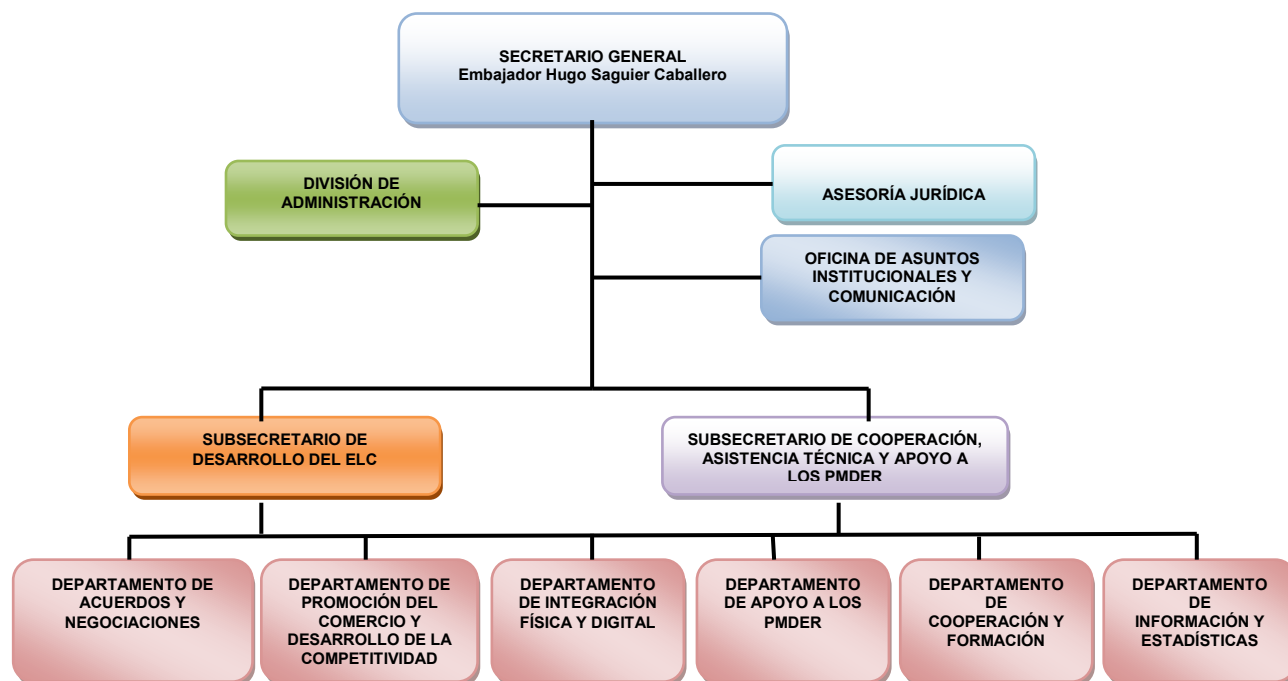 SECRETARIO GENERAL
Embajador Hugo Saguier Caballero
DIVISIÓN DE
ADMINISTRACIÓN
ASESORÍA JURÍDICA
OFICINA DE ASUNTOS
INSTITUCIONALES Y
COMUNICACIÓN
SUBSECRETARIO DE
DESARROLLO DEL ELC
SUBSECRETARIO DE COOPERACIÓN,
ASISTENCIA TÉCNICA Y APOYO A
LOS PMDER
DEPARTAMENTO DE
ACUERDOS Y
NEGOCIACIONES
DEPARTAMENTO DE
PROMOCIÓN DEL
COMERCIO Y
DESARROLLO DE LA
COMPETITIVIDAD
DEPARTAMENTO
DE INTEGRACIÓN
FÍSICA Y DIGITAL
DEPARTAMENTO
DE APOYO A LOS
PMDER
DEPARTAMENTO
DE
COOPERACIÓN Y
FORMACIÓN
DEPARTAMENTO
DE
INFORMACIÓN Y
ESTADÍSTICAS